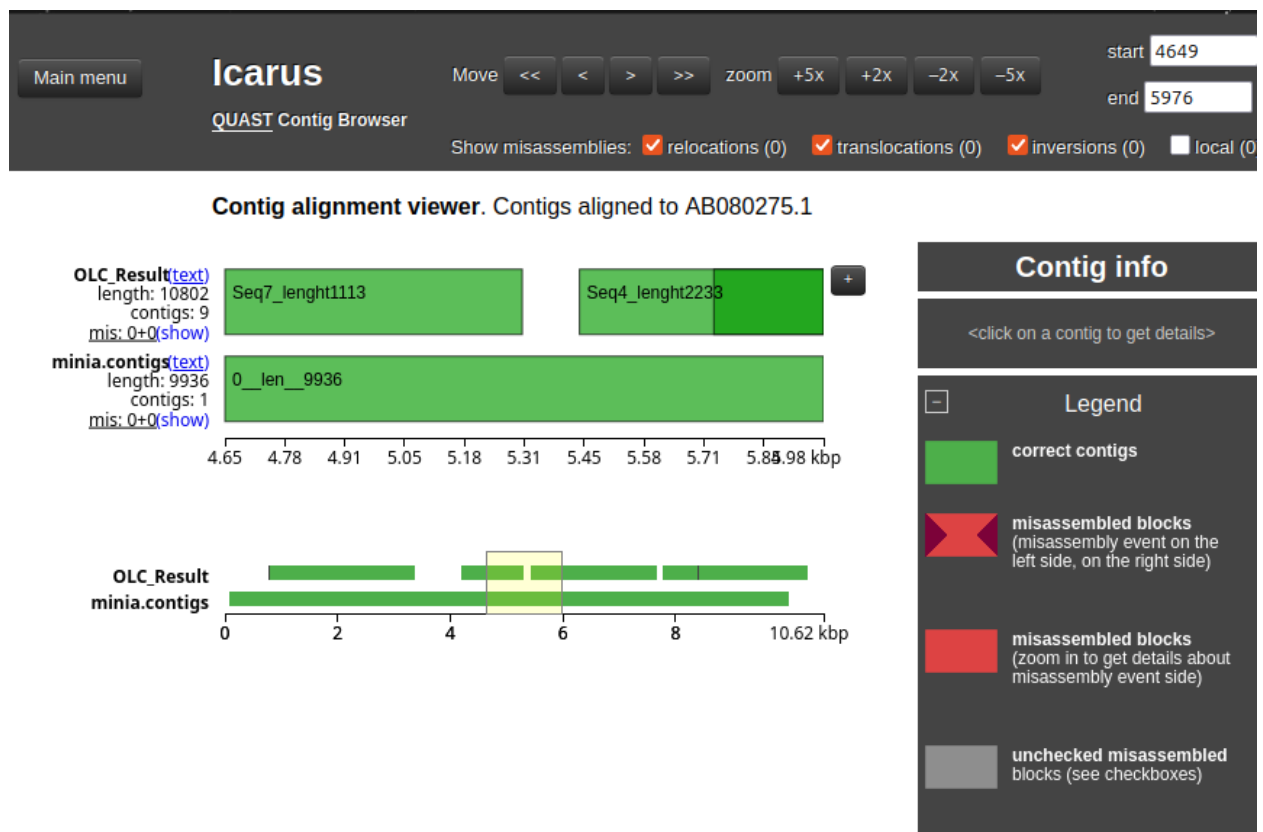 Main menu
Icarus
QUAST Contig Browser
Move << < > >> zoom +5x +2x −2x −5x
start 4649
end 5976
Show misassemblies: relocations (0) translocations (0) inversions (0) local (0
Contig alignment viewer. Contigs aligned to AB080275.1
OLC_Result(text)
length: 10802
contigs: 9
mis: 0+0(show)
Seq7_lenght1113
Seq4_lenght2233
+
minia.contigs(text)
length: 9936
contigs: 1
mis: 0+0(show)
0__len__9936
4.65 4.78 4.91 5.05 5.18 5.31 5.45 5.58 5.71 5.85 5.98 kbp
OLC_Result
minia.contigs
0 2 4 6 8 10.62 kbp
Contig info
<click on a contig to get details>
− Legend
correct contigs
misassembled blocks
(misassembly event on the
left side, on the right side)
misassembled blocks
(zoom in to get details about
misassembly event side)
unchecked misassembled
blocks (see checkboxes)